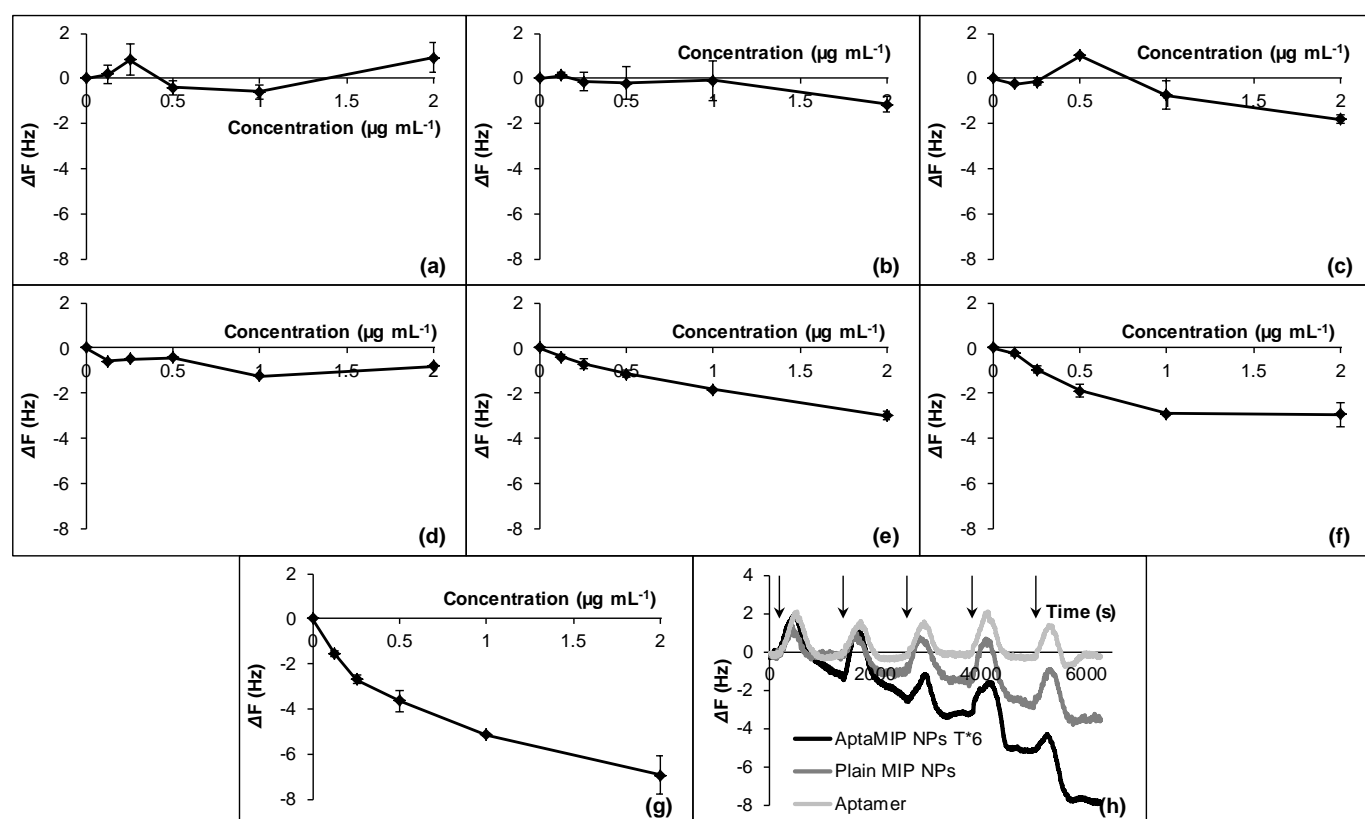 2
Concentration (µg mL-1)
0
0 0.5 1 1.5 2
-2
Concentration (µg mL-1)
-4
-6
-8
ΔF (Hz)
(a)
2
Concentration (µg mL-1)
0
0 0.5 1 1.5 2
-2
-4
-6
-8
ΔF (Hz)
(b)
2
Concentration (µg mL-1)
0
0 0.5 1 1.5 2
-2
-4
-6
-8
ΔF (Hz)
(c)
2
Concentration (µg mL-1)
0
0 0.5 1 1.5 2
-2
-4
-6
-8
ΔF (Hz)
(d)
2
Concentration (µg mL-1)
0
0 0.5 1 1.5 2
-2
-4
-6
-8
ΔF (Hz)
(e)
2
Concentration (µg mL-1)
0
0 0.5 1 1.5 2
-2
-4
-6
-8
ΔF (Hz)
(f)
2
Concentration (µg mL-1)
0
0 0.5 1 1.5 2
-2
-4
-6
-8
ΔF (Hz)
(g)
4
2
Time (s)
0
0 2000 4000 6000
-2
-4
-6
-8
ΔF (Hz)
AptaMIP NPs T*6
Plain MIP NPs
Aptamer
(h)